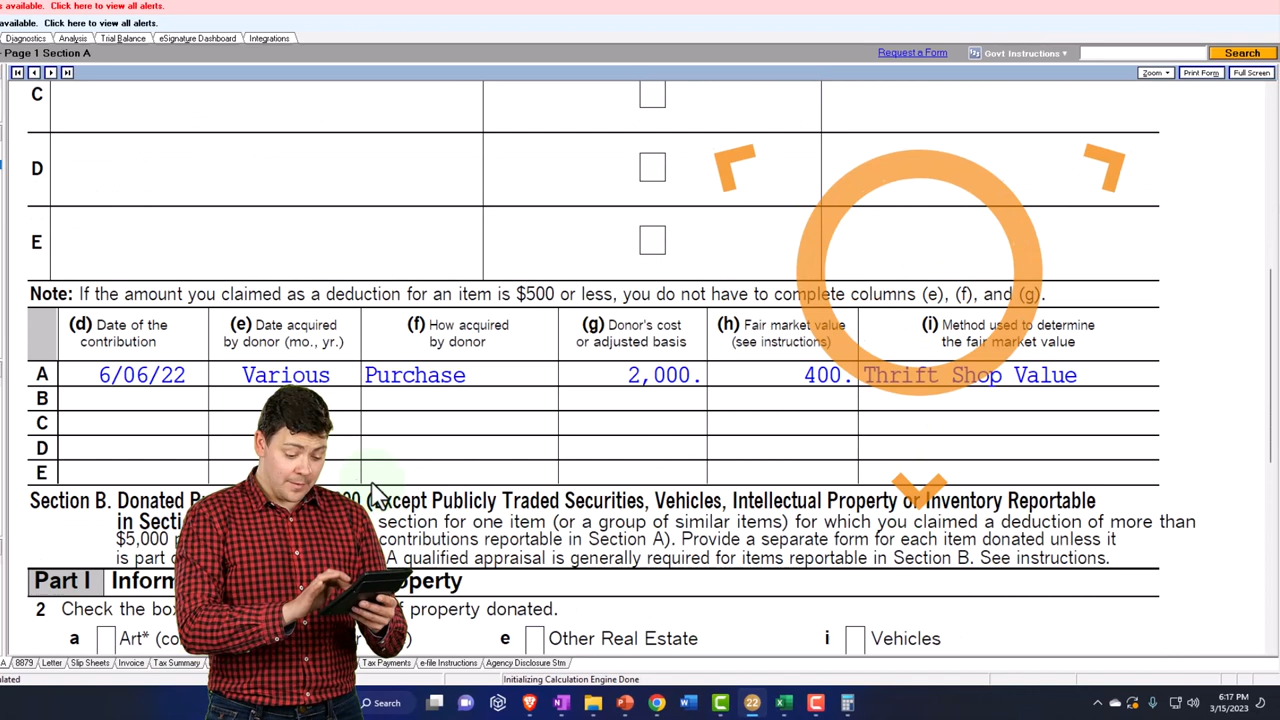 s available. Click here to view all alerts.
available. Click here to view all alerts.
Diagnostics Analysis Trial Balance eSignature Dashboard Integrations
- Page 1 Section A Request a Form Govt Instructions Search
Zoom Print Form Full Screen
C
D
E
Note: If the amount you claimed as a deduction for an item is $500 or less, you do not have to complete columns (e), (f), and (g).
(d) Date of the contribution (e) Date acquired by donor (mo., yr.) (f) How acquired by donor (g) Donor's cost or adjusted basis (h) Fair market value (see instructions) (i) Method used to determine the fair market value
A 6/06/22 Various Purchase 2,000. 400. Thrift Shop Value
B
C
D
E
Section B. Donated 00 (except Publicly Traded Securities, Vehicles, Intellectual Property or Inventory Reportable
in Secti section for one item (or a group of similar items) for which you claimed a deduction of more than
$5,000 contributions reportable in Section A). Provide a separate form for each item donated unless it
is part A qualified appraisal is generally required for items reportable in Section B. See instructions.
Part I Inform operty
2 Check the box of property donated.
a Art* (co e Other Real Estate i Vehicles
A 8879 Letter Slip Sheets Invoice Tax Summary Tax Payments e-file Instructions Agency Disclosure Stm
ulated Initializing Calculation Engine Done
Search 22 6:17 PM
3/15/2023